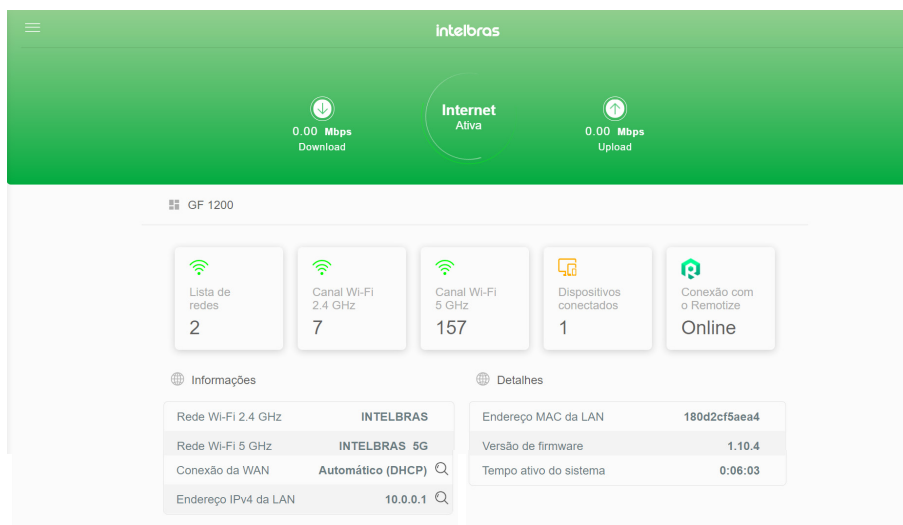 intelbras
Internet
Ativa
0.00 Mbps
Download
0.00 Mbps
Upload
GF 1200
Lista de
redes
2
Canal Wi-Fi
2.4 GHz
7
Canal Wi-Fi
5 GHz
157
Dispositivos
conectados
1
Conexão com
o Remotize
Online
Informações
Rede Wi-Fi 2.4 GHz INTELBRAS
Rede Wi-Fi 5 GHz INTELBRAS 5G
Conexão da WAN Automático (DHCP)
Endereço IPv4 da LAN 10.0.0.1
Detalhes
Endereço MAC da LAN 180d2cf5aea4
Versão de firmware 1.10.4
Tempo ativo do sistema 0:06:03